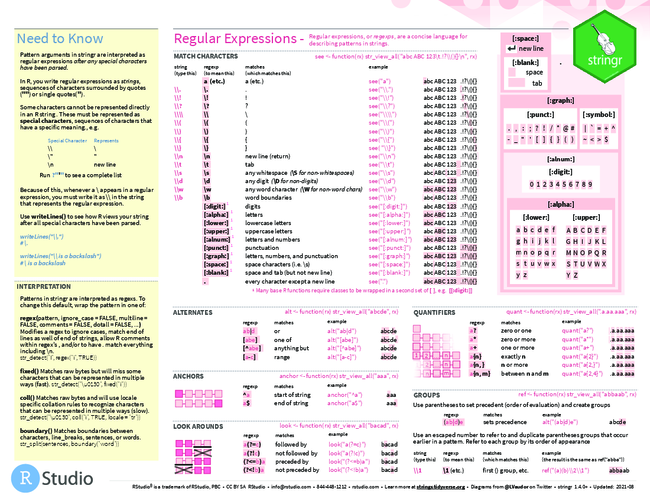 Need to Know
Pattern arguments in stringr are interpreted as
regular expressions after any special characters
have been parsed.
In R, you write regular expressions as strings,
sequences of characters surrounded by quotes
("") or single quotes('').
Some characters cannot be represented directly
in an R string . These must be represented as
special characters, sequences of characters that
have a specific meaning., e.g.
Special Character Represents
\\ \
\" "
\n new line
Run ?"'" to see a complete list
Because of this, whenever a \ appears in a regular
expression, you must write it as \\ in the string
that represents the regular expression.
Use writeLines() to see how R views your string
after all special characters have been parsed.
writeLines("\\.")
# \.
writeLines("\\ is a backslash")
# \ is a backslash
INTERPRETATION
Patterns in stringr are interpreted as regexs. To
change this default, wrap the pattern in one of:
regex(pattern, ignore_case = FALSE, multiline =
FALSE, comments = FALSE, dotall = FALSE, ...)
Modifies a regex to ignore cases, match end of
lines as well of end of strings, allow R comments
within regex's , and/or to have . match everything
including \n.
str_detect("I", regex("i", TRUE))
fixed() Matches raw bytes but will miss some
characters that can be represented in multiple
ways (fast). str_detect("\u0130", fixed("i"))
coll() Matches raw bytes and will use locale
specific collation rules to recognize characters
that can be represented in multiple ways (slow).
str_detect("\u0130", coll("i", TRUE, locale = "tr"))
boundary() Matches boundaries between
characters, line_breaks, sentences, or words.
str_split(sentences, boundary("word"))
Regular Expressions -
Regular expressions, or regexps, are a concise language for
describing patterns in strings.
MATCH CHARACTERS
see <- function(rx) str_view_all("abc ABC 123\t.!?\\(){}\n", rx)
string regexp matches example
(type this) (to mean this) (which matches this)
a (etc.) a (etc.) see("a") abc ABC 123 .!?\(){}
\\. \. . see("\\.") abc ABC 123 .!?\(){}
\\! \! ! see("\\!") abc ABC 123 .!?\(){}
\\? \? ? see("\\?") abc ABC 123 .!?\(){}
\\\\ \\ \ see("\\\\") abc ABC 123 .!?\(){}
\\( \( ( see("\\(") abc ABC 123 .!?\(){}
\\) \) ) see("\\)") abc ABC 123 .!?\(){}
\\{ \{ { see("\\{") abc ABC 123 .!?\(){}
\\} \} } see("\\}") abc ABC 123 .!?\(){}
\\n \n new line (return) see("\\n") abc ABC 123 .!?\(){}
\\t \t tab see("\\t") abc ABC 123 .!?\(){}
\\s \s any whitespace (\S for non-whitespaces) see("\\s") abc ABC 123 .!?\(){}
\\d \d any digit (\D for non-digits) see("\\d") abc ABC 123 .!?\(){}
\\w \w any word character (\W for non-word chars) see("\\w") abc ABC 123 .!?\(){}
\\b \b word boundaries see("\\b") abc ABC 123 .!?\(){}
[:digit:] digits see("[:digit:]") abc ABC 123 .!?\(){}
[:alpha:] letters see("[:alpha:]") abc ABC 123 .!?\(){}
[:lower:] lowercase letters see("[:lower:]") abc ABC 123 .!?\(){}
[:upper:] uppercase letters see("[:upper:]") abc ABC 123 .!?\(){}
[:alnum:] letters and numbers see("[:alnum:]") abc ABC 123 .!?\(){}
[:punct:] punctuation see("[:punct:]") abc ABC 123 .!?\(){}
[:graph:] letters, numbers, and punctuation see("[:graph:]") abc ABC 123 .!?\(){}
[:space:] space characters (i.e. \s) see("[:space:]") abc ABC 123 .!?\(){}
[:blank:] space and tab (but not new line) see("[:blank:]") abc ABC 123 .!?\(){}
. every character except a new line see(".") abc ABC 123 .!?\(){}
Many base R functions require classes to be wrapped in a second set of [ ], e.g. [[:digit:]]
[:space:]
new line
[:blank:]
space
tab
stringr
[:graph:]
[:punct:] [:symbol:]
[:alnum:]
[:digit:]
0 1 2 3 4 5 6 7 8 9
[:alpha:]
[:lower:] [:upper:]
a b c d e f A B C D E F
g h i j k l G H I J K L
m n o p q r M N O P Q R
s t u v w x S T U V W X
y z Y Z
ALTERNATES
alt <- function(rx) str_view_all("abcde", rx)
regexp matches example
ab|d or alt("ab|d") abcde
[abe] one of alt("[abe]") abcde
[^abe] anything but alt("[^abe]") abcde
[a-c] range alt("[a-c]") abcde
ANCHORS
anchor <- function(rx) str_view_all("aaa", rx)
regexp matches example
^a start of string anchor("^a") aaa
a$ end of string anchor("a$") aaa
LOOK AROUNDS
look <- function(rx) str_view_all("bacad", rx)
regexp matches example
a(?=c) followed by look("a(?=c)") bacad
a(?!c) not followed by look("a(?!c)") bacad
(?<=b)a preceded by look("(?<=b)a") bacad
(?<!b)a not preceded by look("(?<!b)a") bacad
QUANTIFIERS
quant <- function(rx) str_view_all(".a.aa.aaa", rx)
regexp matches example
a? zero or one quant("a?") .a.aa.aaa
a* zero or more quant("a*") .a.aa.aaa
a+ one or more quant("a+") .a.aa.aaa
a{n} exactly n quant("a{2}") .a.aa.aaa
a{n,} n or more quant("a{2,}") .a.aa.aaa
a{n, m} between n and m quant("a{2,4}") .a.aa.aaa
GROUPS
ref <- function(rx) str_view_all("abbaab", rx)
Use parentheses to set precedent (order of evaluation) and create groups
regexp matches example
(ab|d)e sets precedence alt("(ab|d)e") abcde
Use an escaped number to refer to and duplicate parentheses groups that occur
earlier in a pattern. Refer to each group by its order of appearance
string regexp matches example
(type this) (to mean this) (which matches this) (the result is the same as ref("abba"))
\\1 \1 (etc.) first () group, etc. ref("(a)(b)\\2\\1") abbaab
R Studio
RStudio® is a trademark of RStudio, PBC • CC BY SA RStudio • info@rstudio.com • 844-448-1212 • rstudio.com • Learn more at stringr.tidyverse.org • Diagrams from @LVaudor on Twitter • stringr 1.4.0+ • Updated: 2021-08